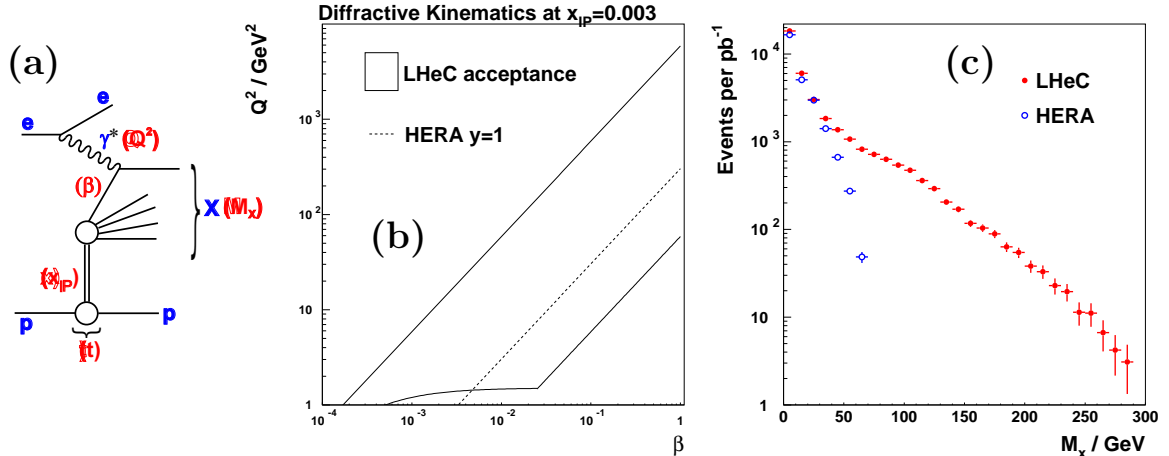 (a)
e
e
γ* (Q²)
(β)
X (Mₓ)
(x_IP)
p
p
(t)
Diffractive Kinematics at x_IP=0.003
Q² / GeV²
LHeC acceptance
HERA y=1
(b)
10³
10²
10
1
10⁻⁴
10⁻³
10⁻²
10⁻¹
1
β
Events per pb⁻¹
(c)
LHeC
HERA
10⁴
10³
10²
10
1
0
50
100
150
200
250
300
Mₓ / GeV